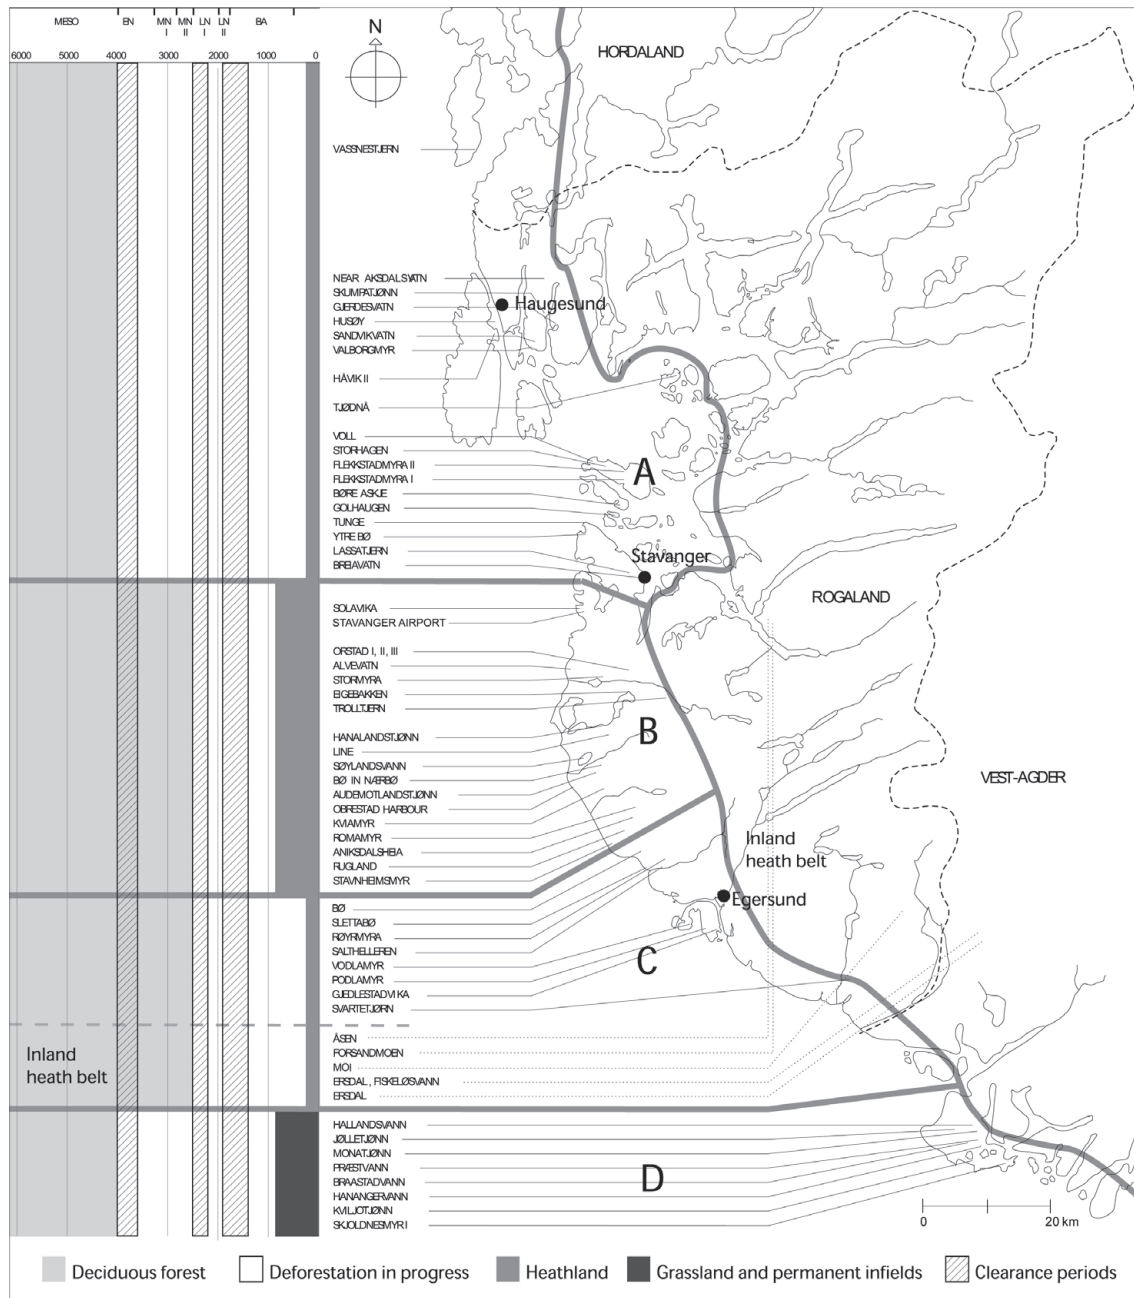 MESO EN MN I MN II LN I LN II BA
6000 5000 4000 3000 2000 1000 0
N
HORDALAND
VASSNESTJERN
NEAR AKSDALSVATN
SKUMPATJØNN
GJERDESVATN
HUSØY
SANDVIKVATN
VALBORGMYR
Haugesund
HÅVIK II
TJØDNÅ
VOLL
STORHAGEN
FLEKKSTADMYRA II
FLEKKSTADMYRA I
BØRE ASKJE
GOLHAUGEN
TUNGE
YTRE BØ
LASSATJERN
BREIAVATN
A
Stavanger
ROGALAND
SOLAVIKA
STAVANGER AIRPORT
ORSTAD I, II, III
ALVEVATN
STORMYRA
EIGEBAKKEN
TROLLTJERN
B
HANALANDSTJØNN
LINE
SØYLANDSVANN
BØ IN NÆRBØ
AUDEMOTLANDSTJØNN
OBRESTAD HARBOUR
KVIAMYR
ROMAMYR
ANIKSDALSHEIA
RUGLAND
STAVNHEIMSMYR
VEST-AGDER
Inland
heath belt
Egersund
BØ
SLETTABØ
RØYRMYRA
SALTHELLEREN
VODLAMYR
PODLAMYR
GJEDLESTADVIKA
SVARTETJØRN
C
Inland
heath belt
ÅSEN
FORSANDMOEN
MOI
ERSDAL, FISKELØSVANN
ERSDAL
HALLANDSVANN
JØLLETJØNN
MONATJØNN
PRÆSTVANN
BRAASTADVANN
HANANGERVANN
KVILJOTJØNN
SKJOLDNESMYR I
D
0 20 km
Deciduous forest Deforestation in progress Heathland Grassland and permanent infields Clearance periods